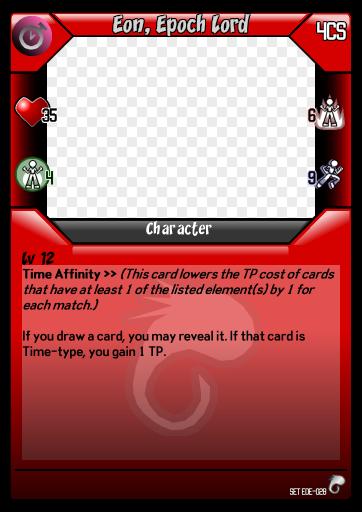 Eon, Epoch Lord
4CS
35
6
4
9
Character
Lv 12
Time Affinity >> (This card lowers the TP cost of cards
that have at least 1 of the listed element(s) by 1 for
each match.)
If you draw a card, you may reveal it. If that card is
Time-type, you gain 1 TP.
SET EOE-028